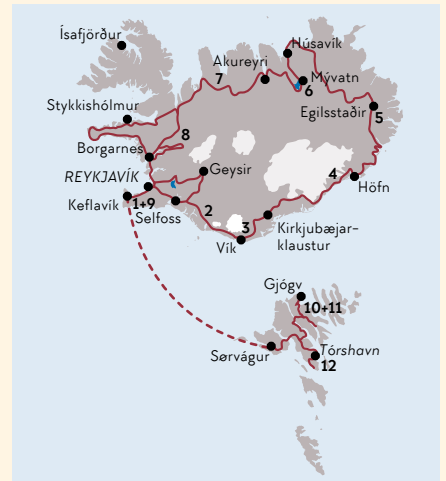 Ísafjörður
Húsavík
Akureyri
7
Mývatn
6
Stykkishólmur
Egilsstaðir
5
8
Borgarnes
REYKJAVÍK
Geysir
4
Keflavík
1+9
Höfn
Selfoss
2
3
Kirkjubæjar-
klaustur
Vík
Gjógv
10+11
Sørvágur
Tórshavn
12